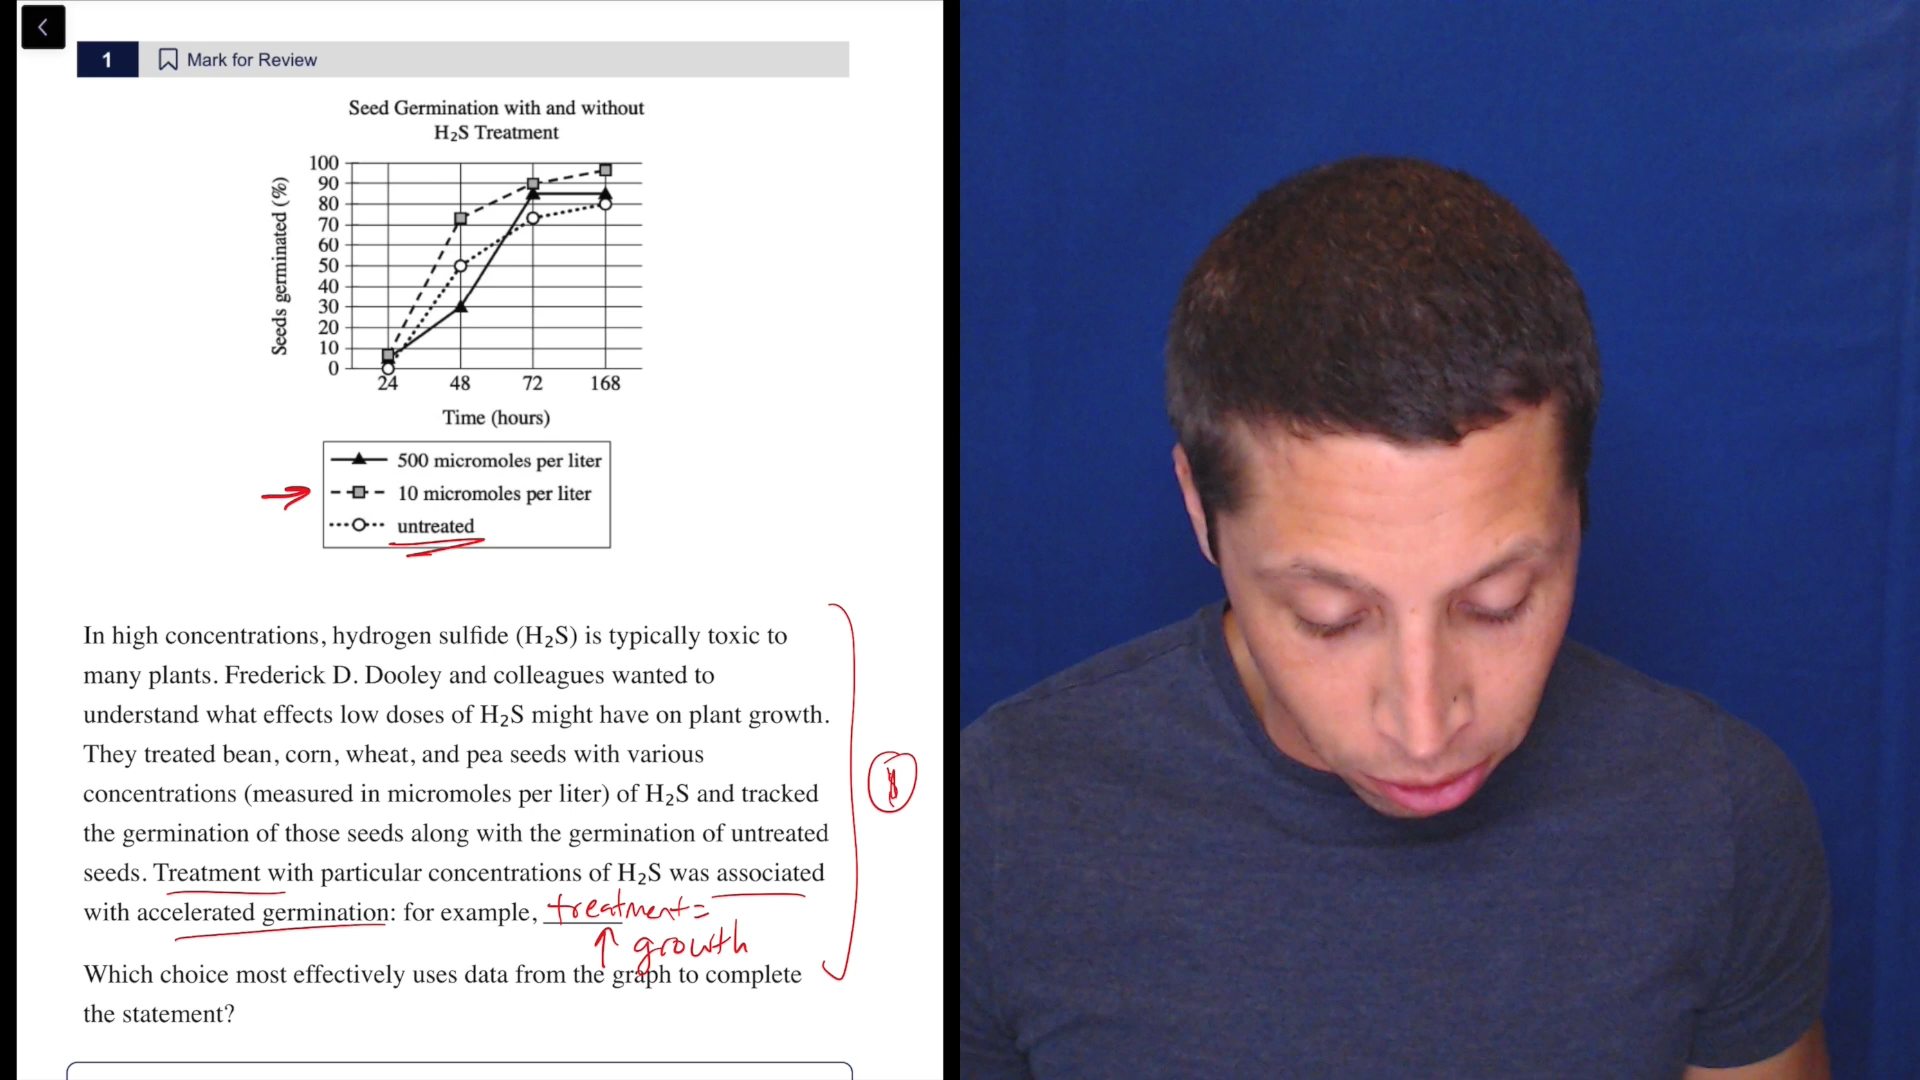 1 Mark for Review
Seed Germination with and without
H₂S Treatment
Seeds germinated (%)
100
90
80
70
60
50
40
30
20
10
0
24 48 72 168
Time (hours)
500 micromoles per liter
10 micromoles per liter
untreated
In high concentrations, hydrogen sulfide (H₂S) is typically toxic to
many plants. Frederick D. Dooley and colleagues wanted to
understand what effects low doses of H₂S might have on plant growth.
They treated bean, corn, wheat, and pea seeds with various
concentrations (measured in micromoles per liter) of H₂S and tracked
the germination of those seeds along with the germination of untreated
seeds. Treatment with particular concentrations of H₂S was associated
with accelerated germination: for example, treatment =
↑ growth
Which choice most effectively uses data from the graph to complete
the statement?